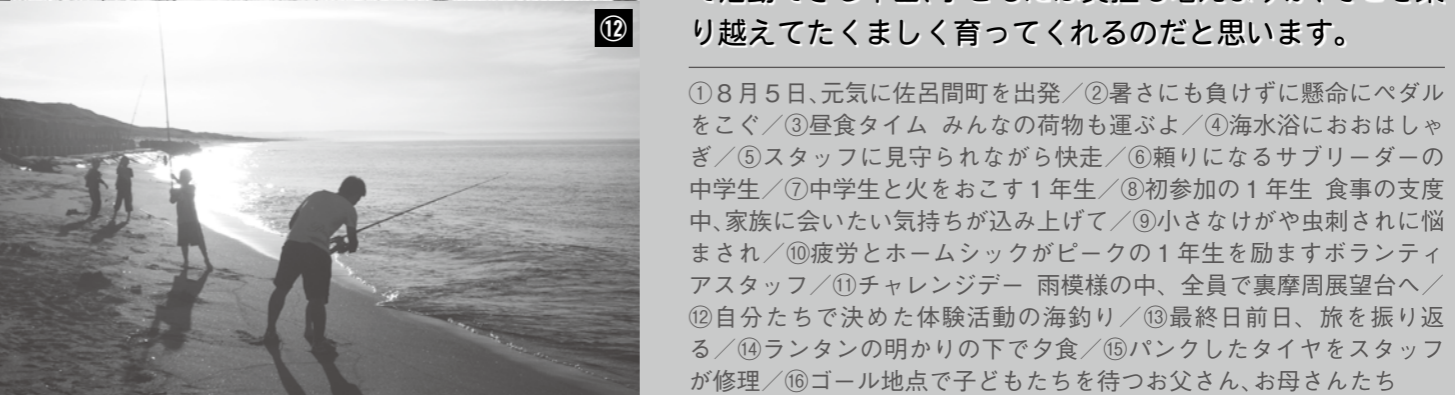 ⑫
り越えてたくましく育ってくれるのだと思います。
①８月５日、元気に佐呂間町を出発／②暑さにも負けずに懸命にペダル
をこぐ／③昼食タイム みんなの荷物も運ぶよ／④海水浴におおはしゃ
ぎ／⑤スタッフに見守られながら快走／⑥頼りになるサブリーダーの
中学生／⑦中学生と火をおこす１年生／⑧初参加の１年生 食事の支度
中、家族に会いたい気持ちが込み上げて／⑨小さなけがや虫刺されに悩
まされ／⑩疲労とホームシックがピークの１年生を励ますボランティ
アスタッフ／⑪チャレンジデー 雨模様の中、全員で裏摩周展望台へ／
⑫自分たちで決めた体験活動の海釣り／⑬最終日前日、旅を振り返
る／⑭ランタンの明かりの下で夕食／⑮パンクしたタイヤをスタッフ
が修理／⑯ゴール地点で子どもたちを待つお父さん、お母さんたち